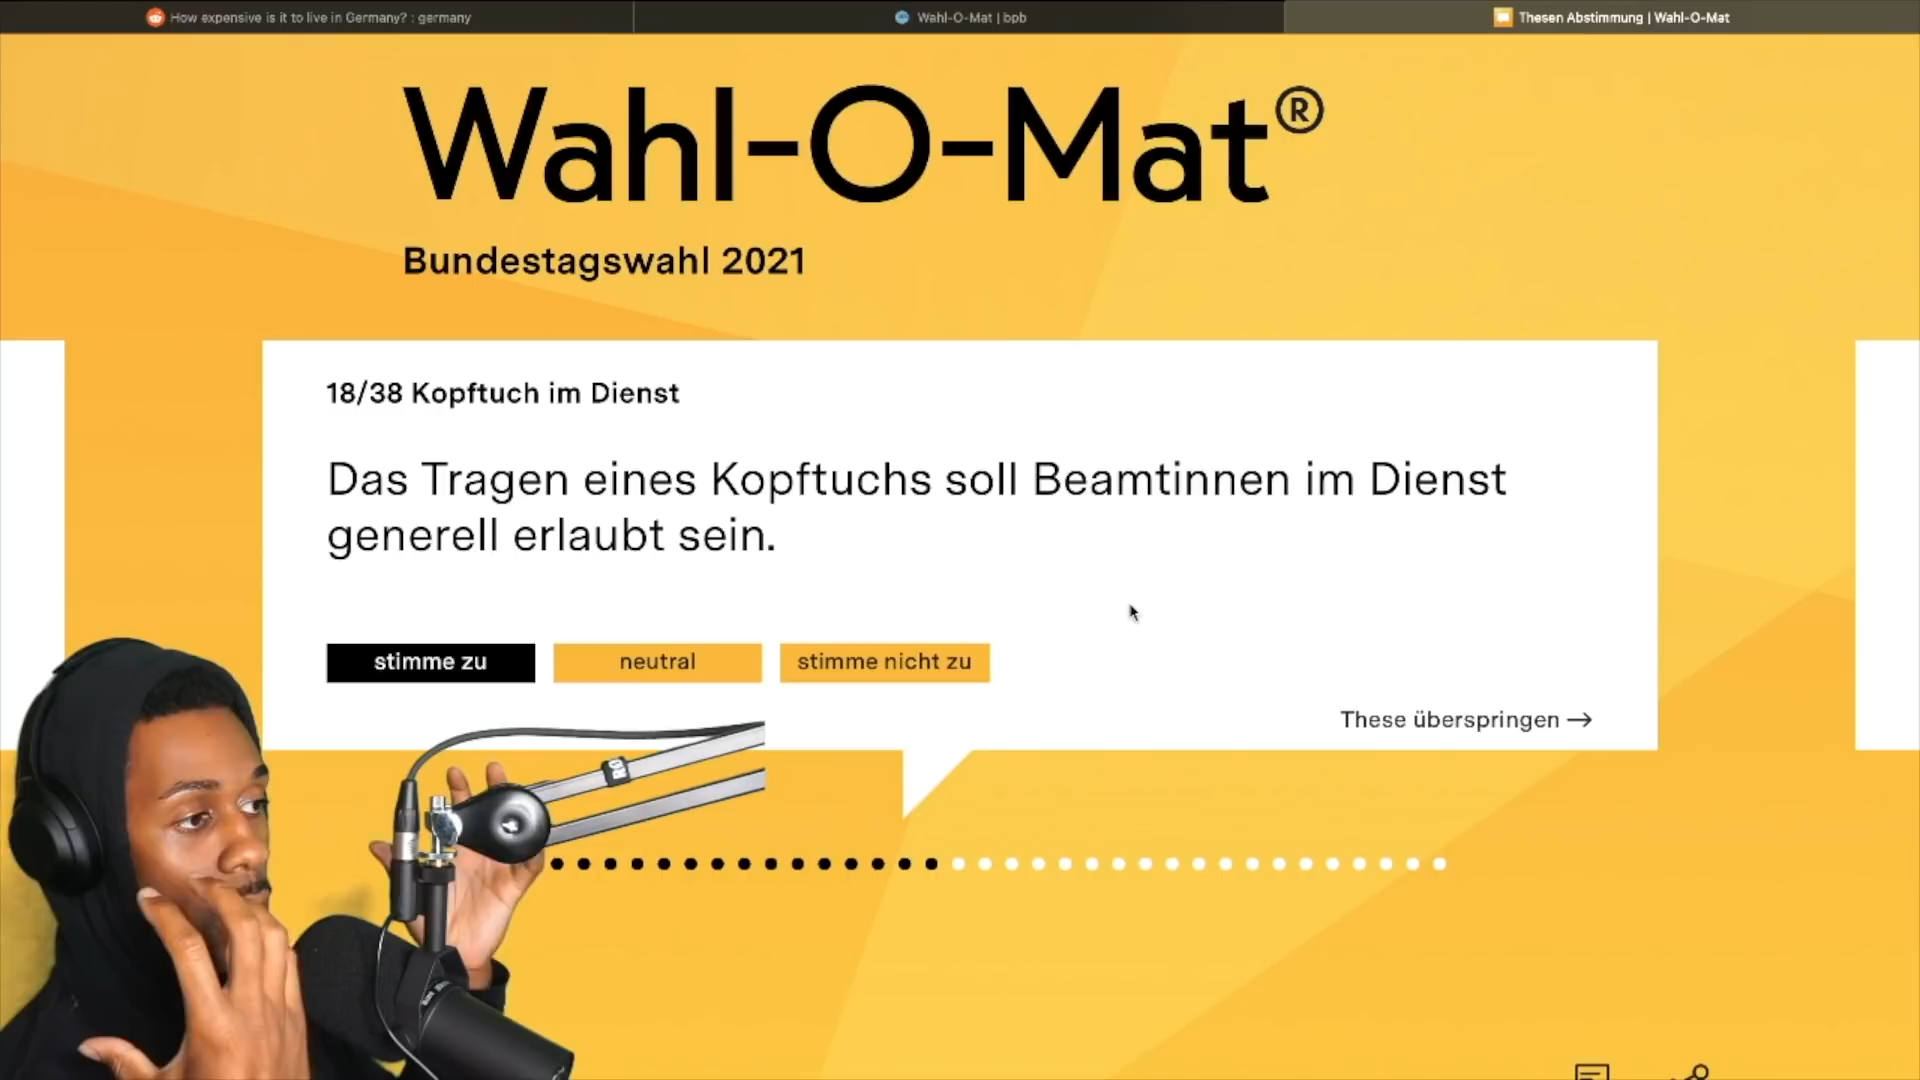 How expensive is it to live in Germany? : germany
Wahl-O-Mat | bpb
Thesen Abstimmung | Wahl-O-Mat
Wahl-O-Mat®
Bundestagswahl 2021
18/38 Kopftuch im Dienst
Das Tragen eines Kopftuchs soll Beamtinnen im Dienst
generell erlaubt sein.
stimme zu
neutral
stimme nicht zu
These überspringen →